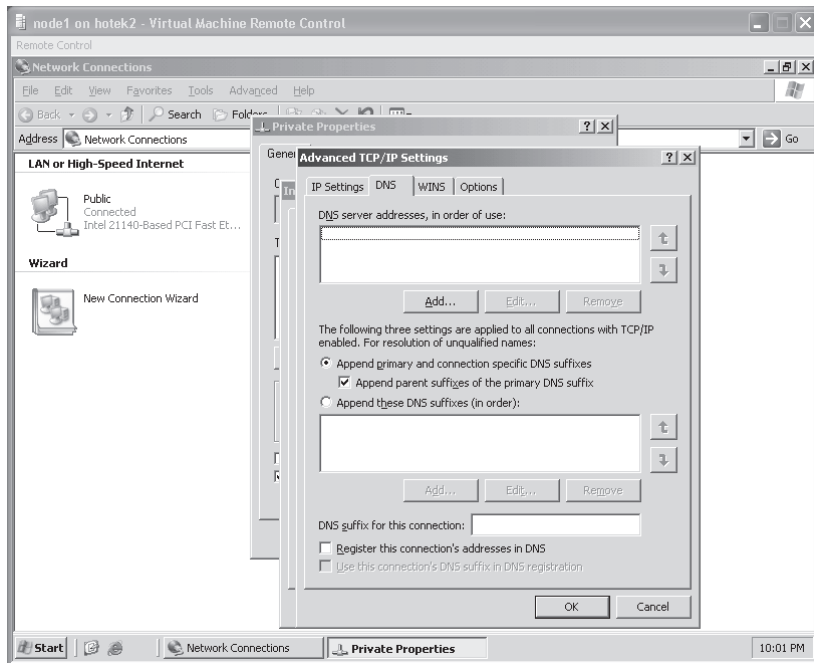 node1 on hotek2 - Virtual Machine Remote Control
Remote Control
Network Connections
File Edit View Favorites Tools Advanced Help
Back Search Folders
Address Network Connections Go
LAN or High-Speed Internet
Public
Connected
Intel 21140-Based PCI Fast Et...
Wizard
New Connection Wizard
Private Properties
Gene
In
Advanced TCP/IP Settings
IP Settings DNS WINS Options
DNS server addresses, in order of use:
Add... Edit... Remove
The following three settings are applied to all connections with TCP/IP
enabled. For resolution of unqualified names:
Append primary and connection specific DNS suffixes
Append parent suffixes of the primary DNS suffix
Append these DNS suffixes (in order):
Add... Edit... Remove
DNS suffix for this connection:
Register this connection's addresses in DNS
Use this connection's DNS suffix in DNS registration
OK Cancel
Start Network Connections Private Properties 10:01 PM